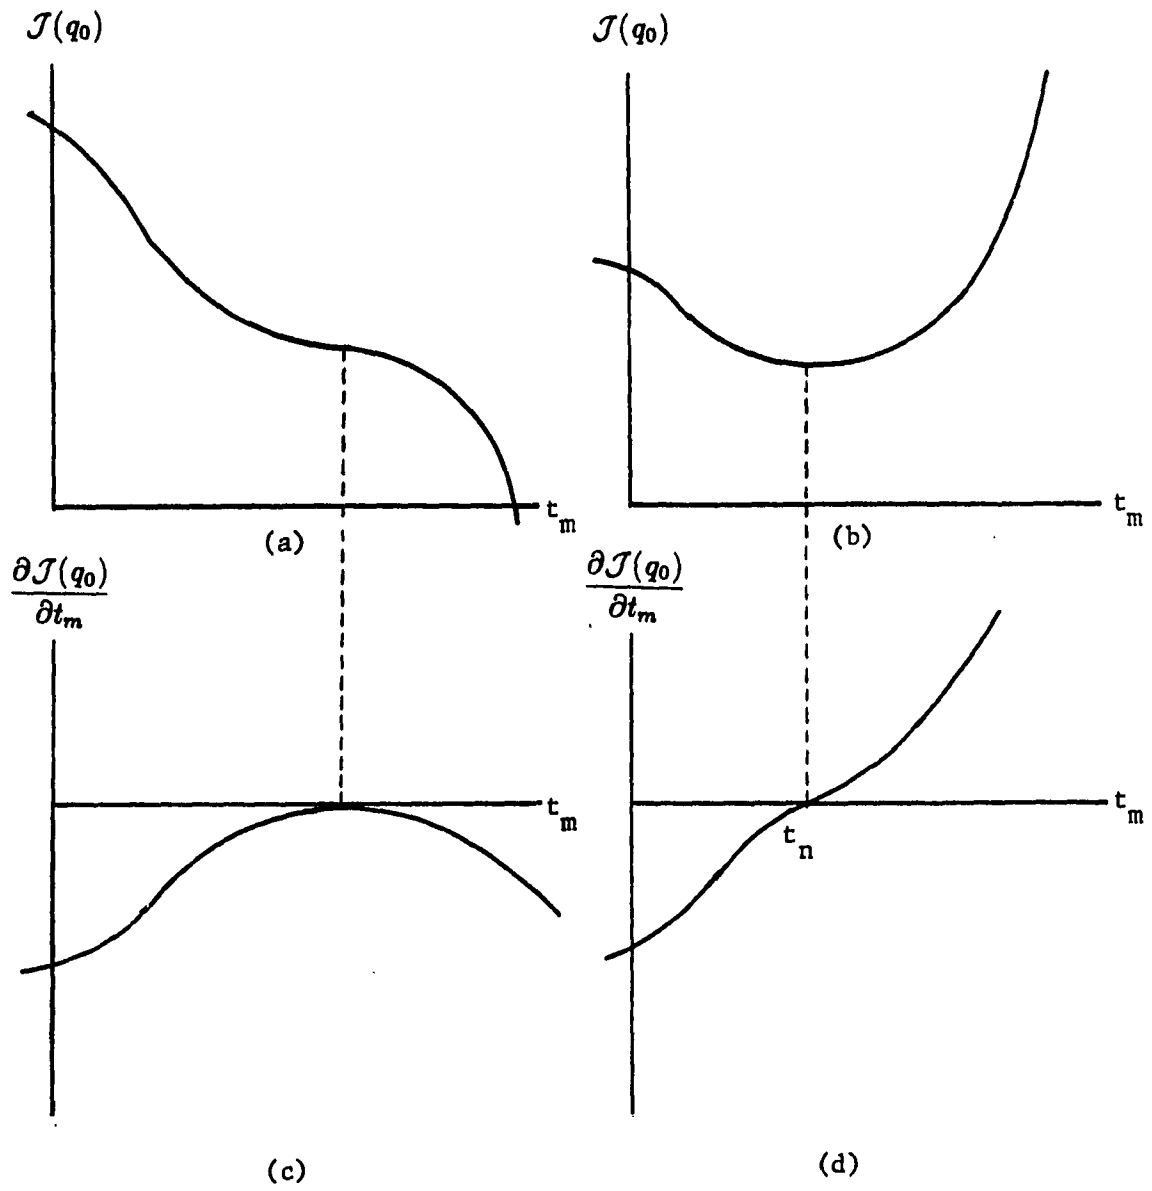 𝒥(q₀)
𝒥(q₀)
t_m
(a)
t_m
(b)
∂𝒥(q₀)
∂t_m
∂𝒥(q₀)
∂t_m
t_m
t_n
t_m
(c)
(d)